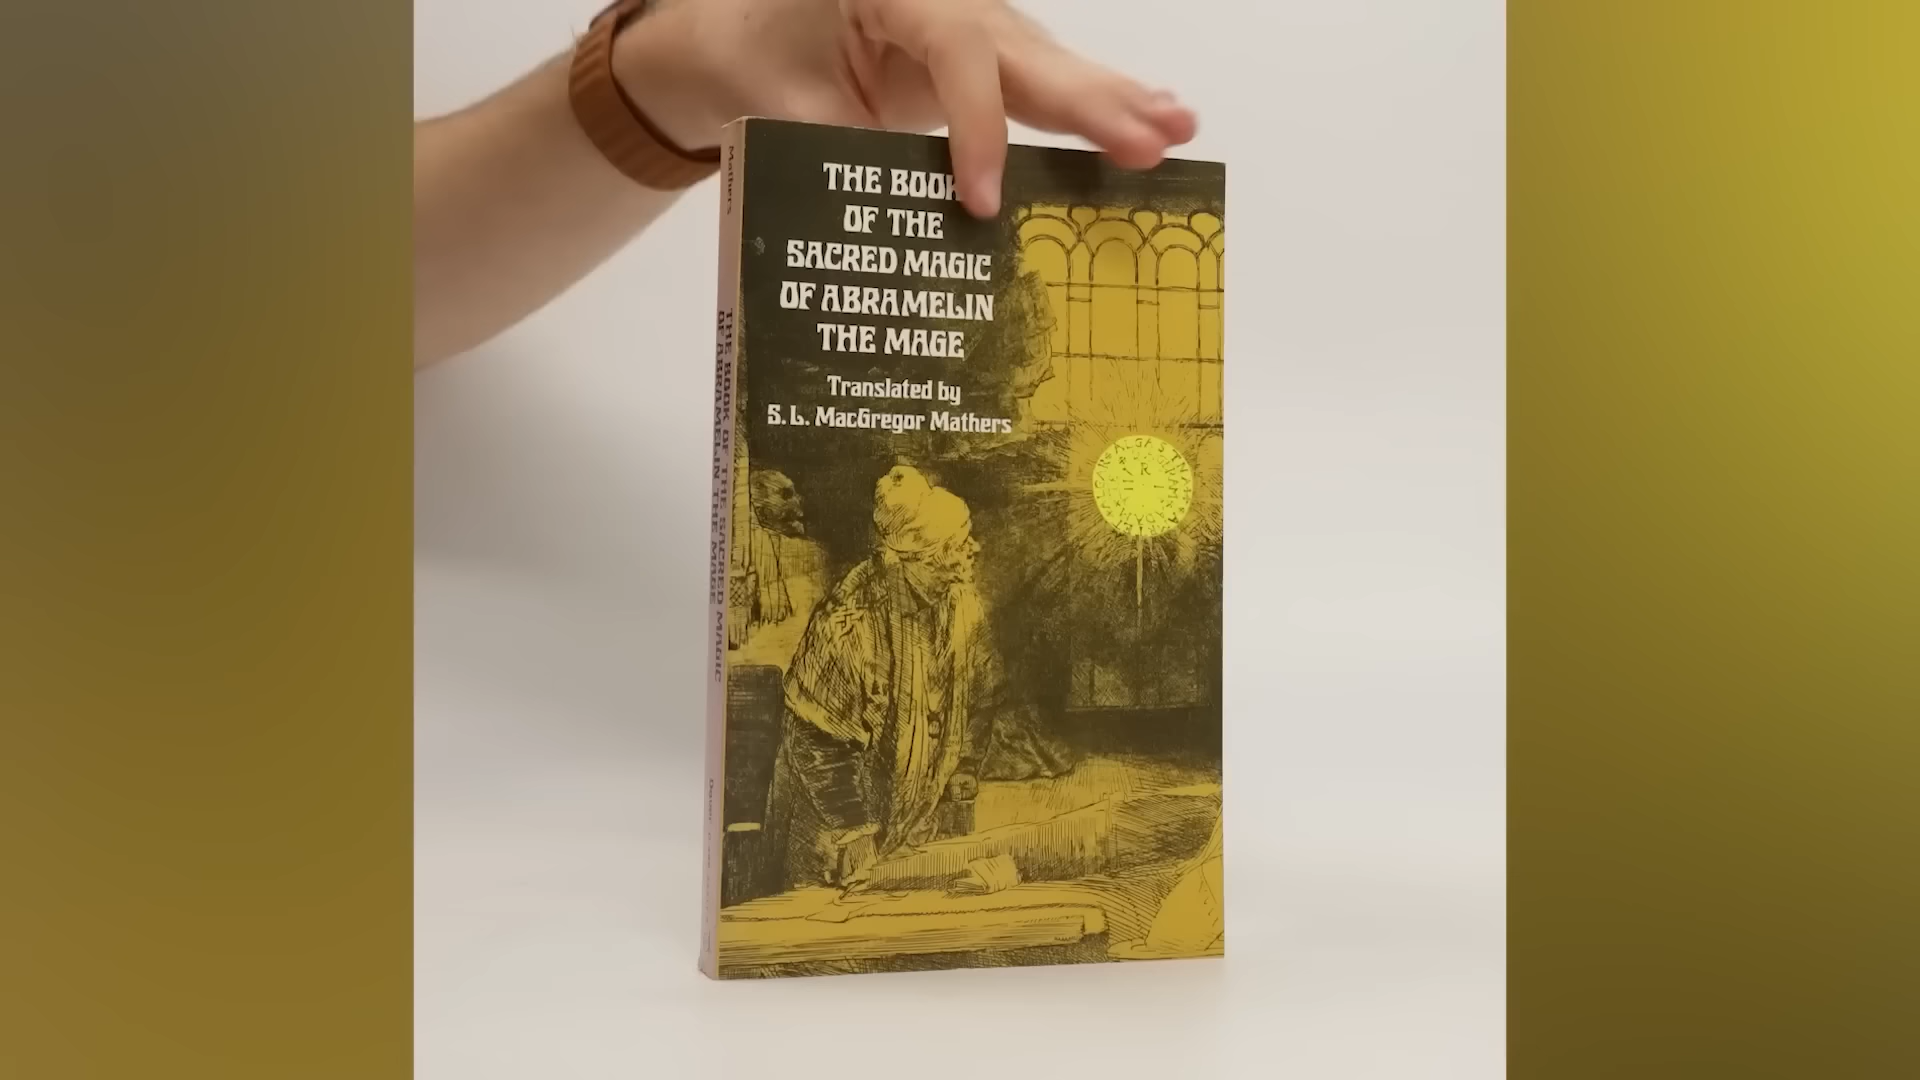 THE BOOK
OF THE
SACRED MAGIC
OF ABRAMELIN
THE MAGE
Translated by
S. L. MacGregor Mathers
Mathers
THE BOOK OF THE SACRED MAGIC
OF ABRAMELIN THE MAGE
Dover